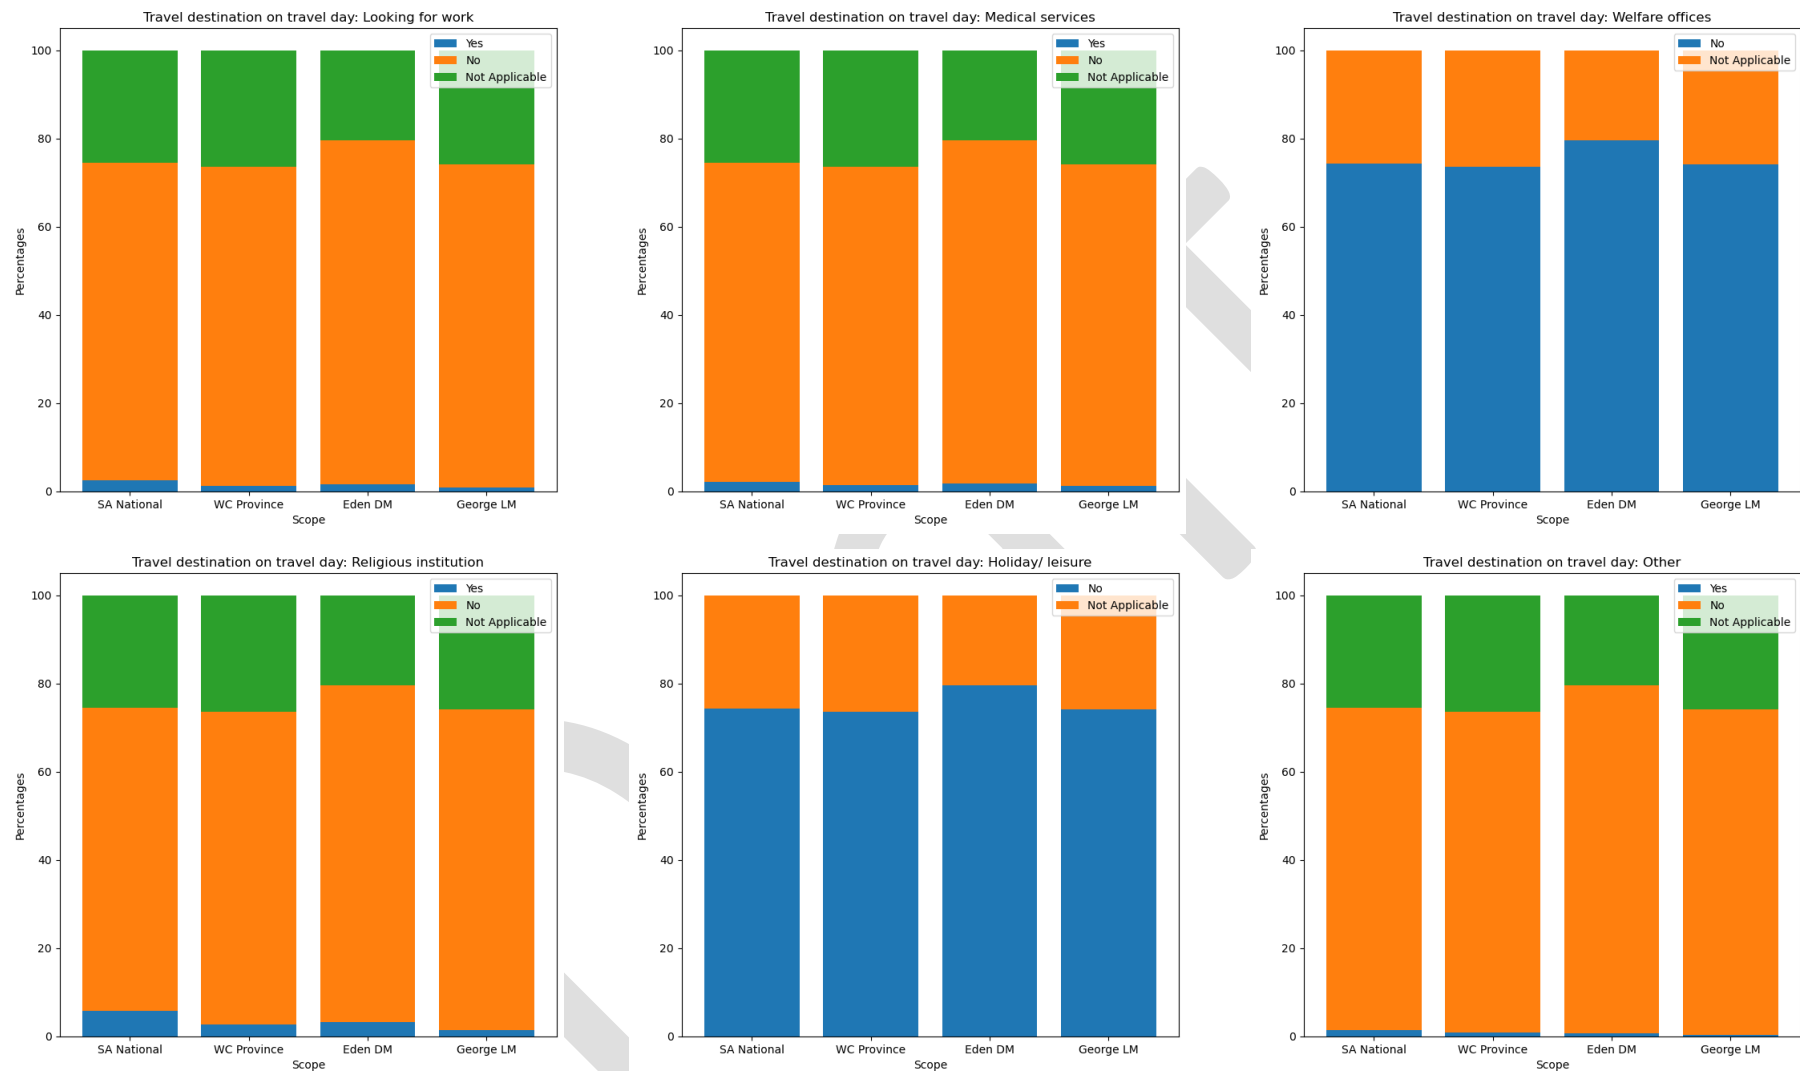 Travel destination on travel day: Looking for work
Yes
No
Not Applicable
100
80
60
40
20
0
Percentages
SA National
WC Province
Eden DM
George LM
Scope
Travel destination on travel day: Medical services
Yes
No
Not Applicable
100
80
60
40
20
0
Percentages
SA National
WC Province
Eden DM
George LM
Scope
Travel destination on travel day: Welfare offices
No
Not Applicable
100
80
60
40
20
0
Percentages
SA National
WC Province
Eden DM
George LM
Scope
Travel destination on travel day: Religious institution
Yes
No
Not Applicable
100
80
60
40
20
0
Percentages
SA National
WC Province
Eden DM
George LM
Scope
Travel destination on travel day: Holiday/ leisure
No
Not Applicable
100
80
60
40
20
0
Percentages
SA National
WC Province
Eden DM
George LM
Scope
Travel destination on travel day: Other
Yes
No
Not Applicable
100
80
60
40
20
0
Percentages
SA National
WC Province
Eden DM
George LM
Scope